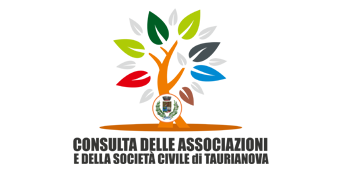 CONSULTA DELLE ASSOCIAZIONI
E DELLA SOCIETÀ CIVILE di TAURIANOVA